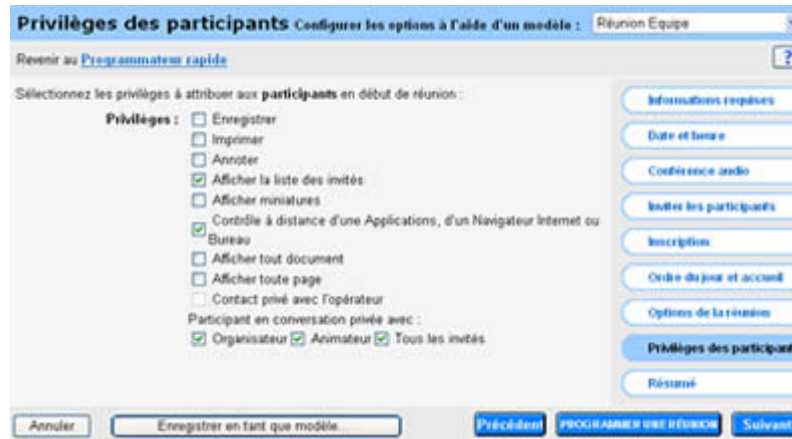 Privilèges des participants Configurer les options à l'aide d'un modèle : Réunion Equipe
Revenir au Programmateur rapide
?
Sélectionnez les privilèges à attribuer aux participants en début de réunion :
Privilèges :
Enregistrer
Imprimer
Annoter
Afficher la liste des invités
Afficher miniatures
Contrôle à distance d'une Applications, d'un Navigateur Internet ou
Bureau
Afficher tout document
Afficher toute page
Contact privé avec l'opérateur
Participant en conversation privée avec :
Organisateur Animateur Tous les invités
Informations requises
Date et heure
Conférence audio
Inviter les participants
Inscription
Ordre du jour et accueil
Options de la réunion
Privilèges des participant
Résumé
Annuler
Enregistrer en tant que modèle...
Précédent
PROGRAMMER UNE RÉUNION
Suivant